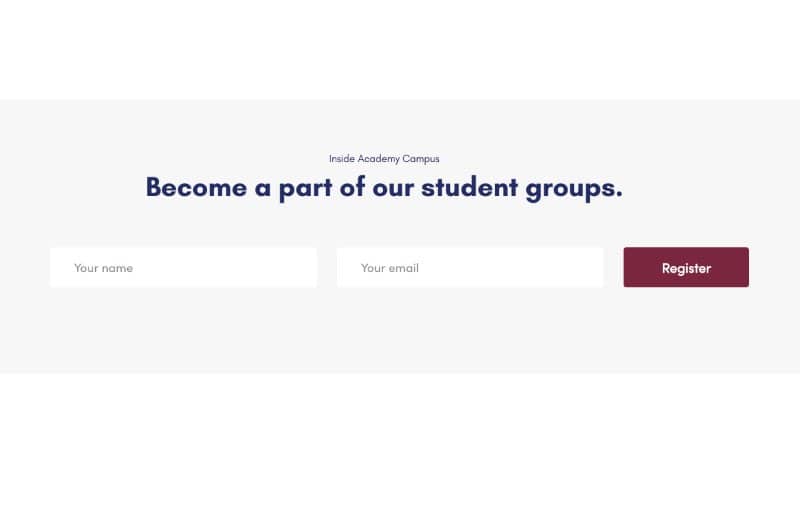 Inside Academy Campus
Become a part of our student groups.
Your name
Your email
Register